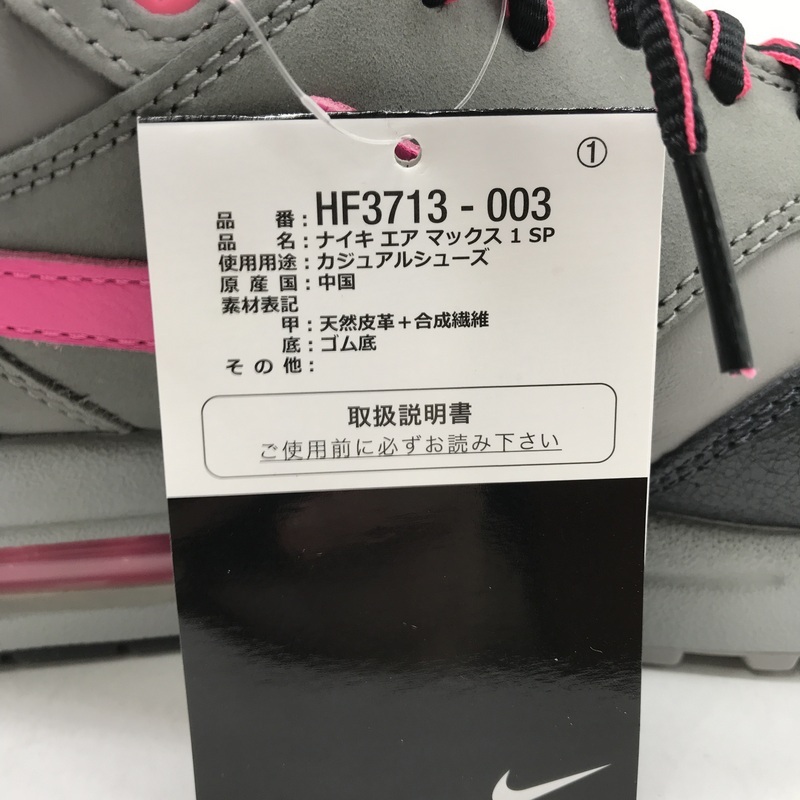 ①
品 番：HF3713 - 003
品 名：ナイキ エア マックス 1 SP
使用用途：カジュアルシューズ
原 産 国：中国
素材表記
甲：天然皮革＋合成繊維
底：ゴム底
そ の 他：
取扱説明書
ご使用前に必ずお読み下さい